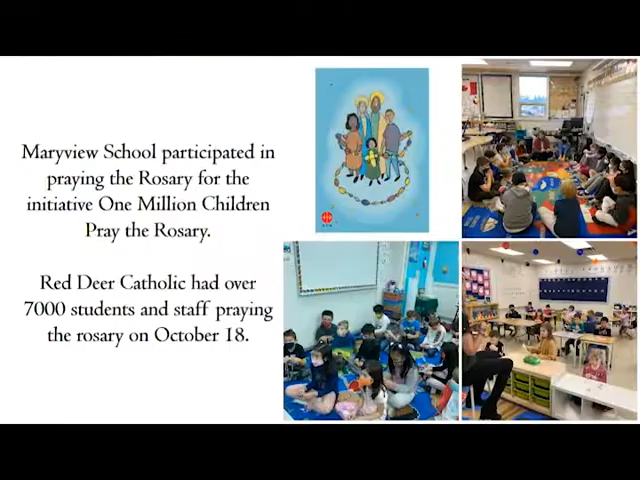 Maryview School participated in
praying the Rosary for the
initiative One Million Children
Pray the Rosary.
Red Deer Catholic had over
7000 students and staff praying
the rosary on October 18.